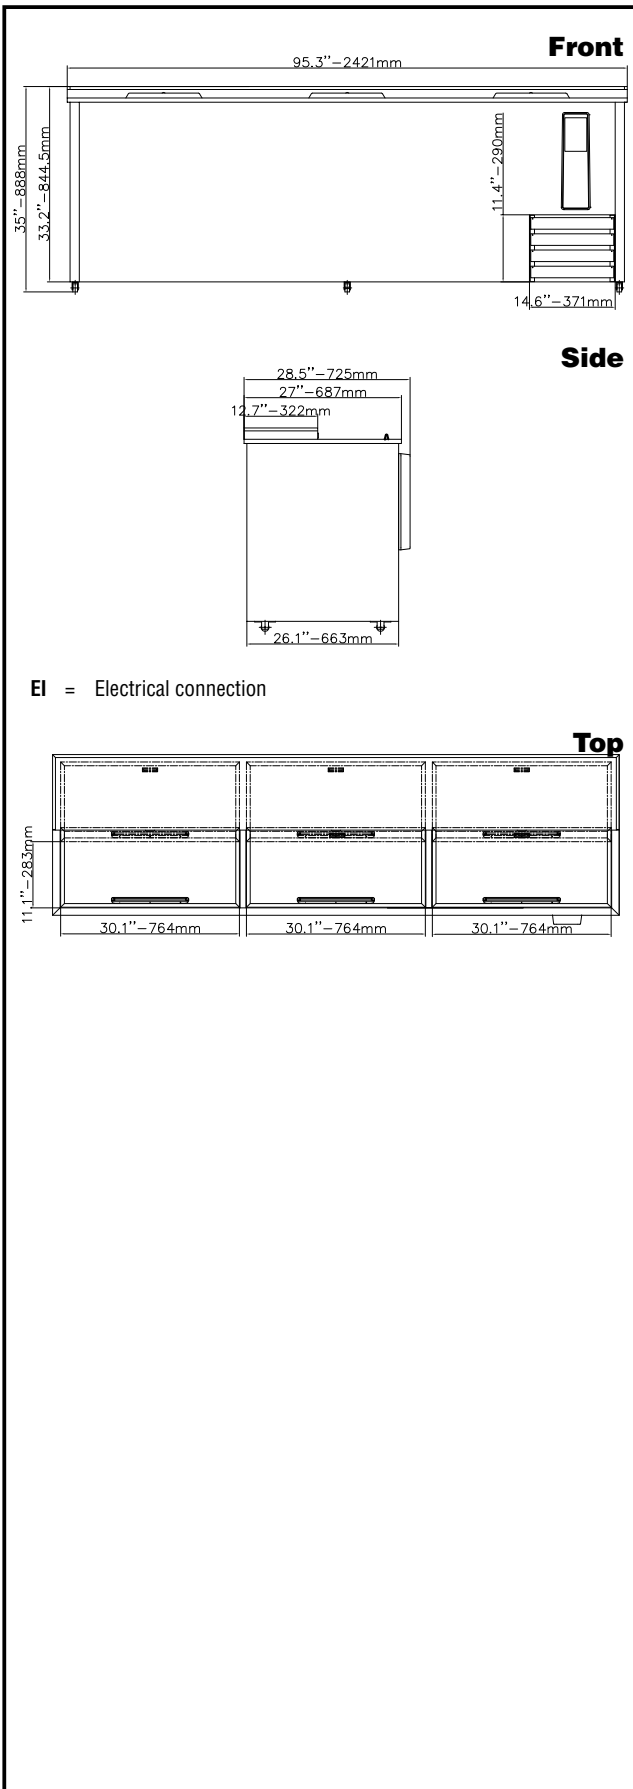 Front
95.3’’−2421mm
35’’−888mm
33.2’’−844.5mm
11.4’’−290mm
14.6’’−371mm
Side
28.5’’−725mm
27’’−687mm
12.7’’−322mm
26.1’’−663mm
EI = Electrical connection
Top
11.1’’−283mm
30.1’’−764mm 30.1’’−764mm 30.1’’−764mm